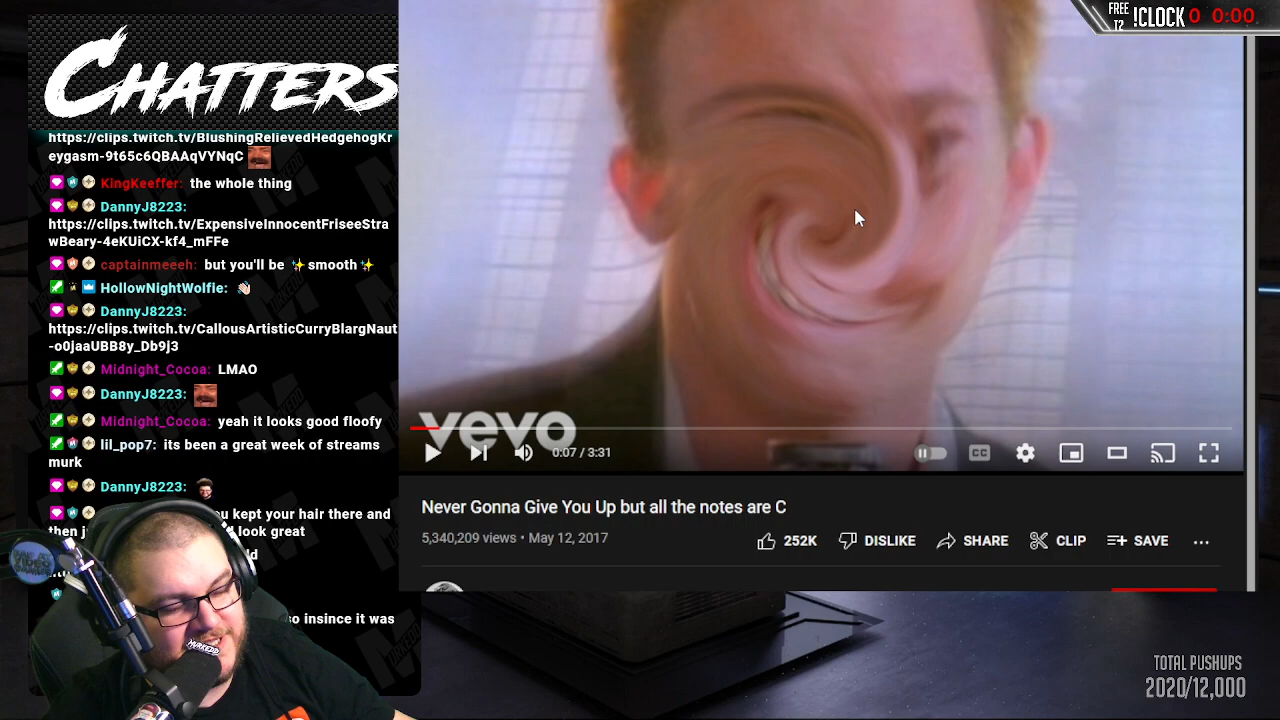 CHATTERS
https://clips.twitch.tv/BlushingRelievedHedgehogKr
eygasm-9t65c6QBAAqVYNqC
KingKeeffer: the whole thing
DannyJ8223:
https://clips.twitch.tv/ExpensiveInnocentFriseeStra
wBeary-4eKUiCX-kf4_mFFe
captainmeeeh: but you'll be ✨smooth✨
HollowNightWolfie: 👏🏻
DannyJ8223:
https://clips.twitch.tv/CallousArtisticCurryBlargNaut
-o0jaaUBB8y_Db9j3
Midnight_Cocoa: LMAO
DannyJ8223:
Midnight_Cocoa: yeah it looks good floofy
lil_pop7: its been a great week of streams
murk
DannyJ8223:
u kept your hair there and
then look great
so insince it was
MURKEDD
FREE
12
!CLOCK 0 0:00
vevo
0:07 / 3:31
CC
Never Gonna Give You Up but all the notes are C
5,340,209 views • May 12, 2017
252K DISLIKE SHARE CLIP SAVE ...
TOTAL PUSHUPS
2020/12,000